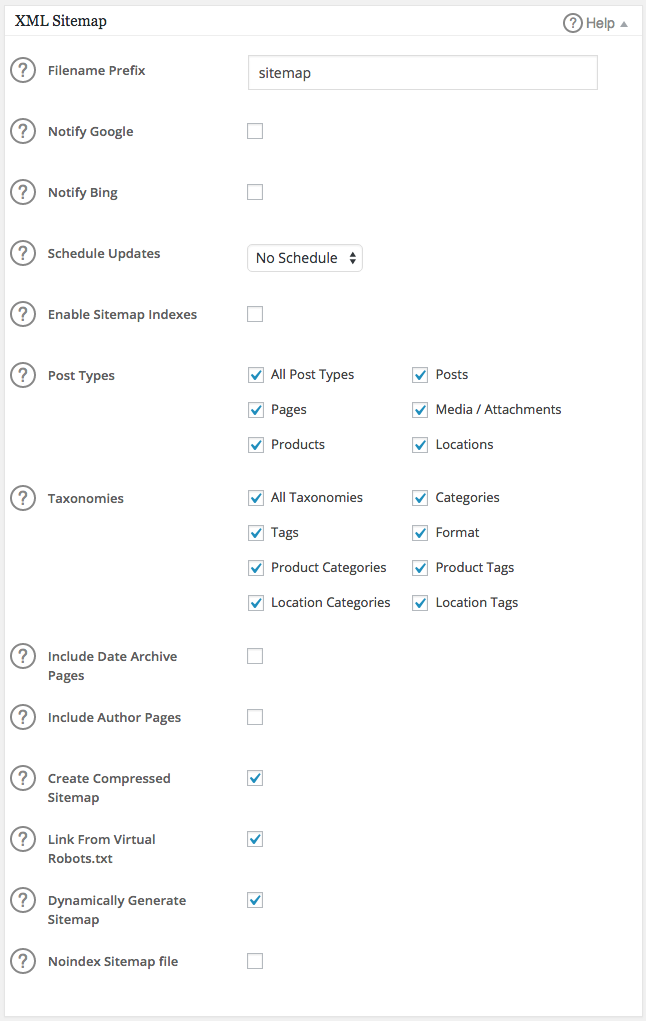 XML Sitemap
? Help
? Filename Prefix
sitemap
? Notify Google
? Notify Bing
? Schedule Updates
No Schedule
? Enable Sitemap Indexes
? Post Types
All Post Types Posts
Pages Media / Attachments
Products Locations
? Taxonomies
All Taxonomies Categories
Tags Format
Product Categories Product Tags
Location Categories Location Tags
? Include Date Archive
Pages
? Include Author Pages
? Create Compressed
Sitemap
? Link From Virtual
Robots.txt
? Dynamically Generate
Sitemap
? Noindex Sitemap file